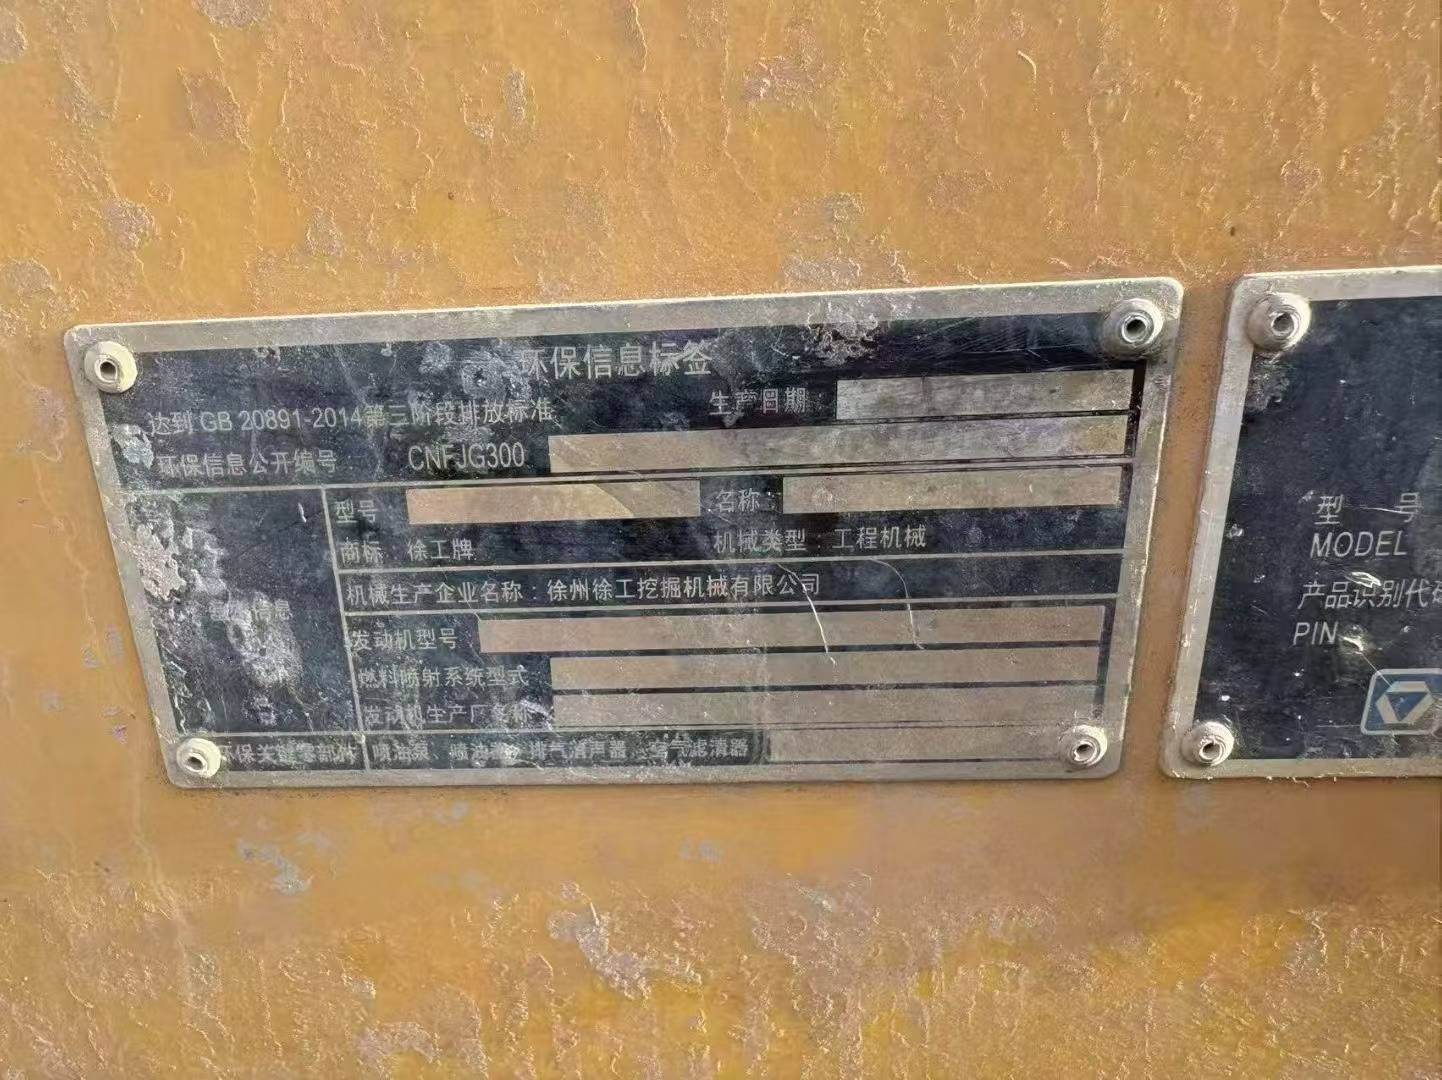 环保信息标签
达到 GB 20891-2014第三阶段排放标准
生产日期:
环保信息公开编号 CNFJG300
型号
名称:
商标: 徐工牌
机械类型: 工程机械
机械生产企业名称: 徐州徐工挖掘机械有限公司
信息
发动机型号
燃料喷射系统型式
发动机生产厂名称
环保关键零部件
喷油泵 喷油器 排气消声器 空气滤清器
型 号
MODEL
产品识别代码
PIN